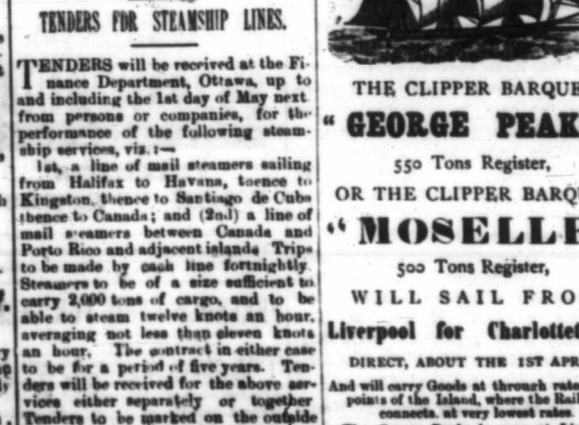 TENDERS FOR STEAMSHIP LINES.
TENDERS will be received at the Fi-
nance Department, Ottawa, up to
and including the 1st day of May next
from persons or companies, for the
performance of the following steam-
ship services, viz.:—
1st, a line of mail steamers sailing
from Halifax to Havana, thence to
Kingston, thence to Santiago de Cuba
thence to Canada; and (2nd) a line of
mail steamers between Canada and
Porto Rico and adjacent islands Trips
to be made by each line fortnightly
Steamers to be of a size sufficient to
carry 2,000 tons of cargo, and to be
able to steam twelve knots an hour,
averaging not less than eleven knots
an hour. The contract in either case
to be for a period of five years. Ten-
ders will be received for the above ser-
vices either separately or together
Tenders to be marked on the outside
THE CLIPPER BARQUE
"GEORGE PEAK
550 Tons Register,
OR THE CLIPPER BARQ
"MOSELLE
500 Tons Register,
WILL SAIL FRO
Liverpool for Charlottet
DIRECT, ABOUT THE 1ST APR
And will carry Goods at through rate
points of the Island, where the Rail
connects, at very lowest rates